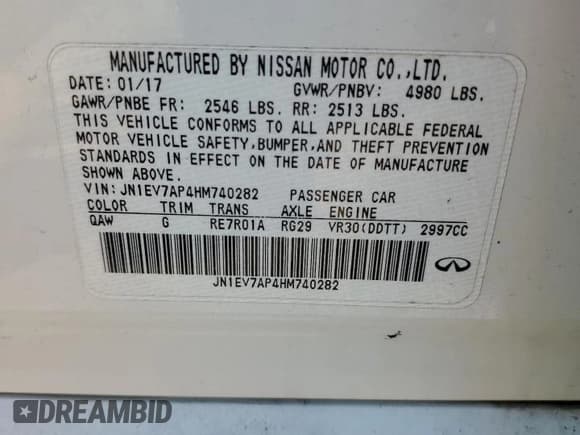 MANUFACTURED BY NISSAN MOTOR CO.,LTD.
DATE: 01/17 GVWR/PNBV: 4980 LBS.
GAWR/PNBE FR: 2546 LBS. RR: 2513 LBS.
THIS VEHICLE CONFORMS TO ALL APPLICABLE FEDERAL
MOTOR VEHICLE SAFETY,BUMPER,AND THEFT PREVENTION
STANDARDS IN EFFECT ON THE DATE OF MANUFACTURE
SHOWN ABOVE.
VIN: JN1EV7AP4HM740282 PASSENGER CAR
COLOR TRIM TRANS AXLE ENGINE
QAW G RE7R01A RG29 VR30(DDTT) 2997CC
JN1EV7AP4HM740282
DREAMBID